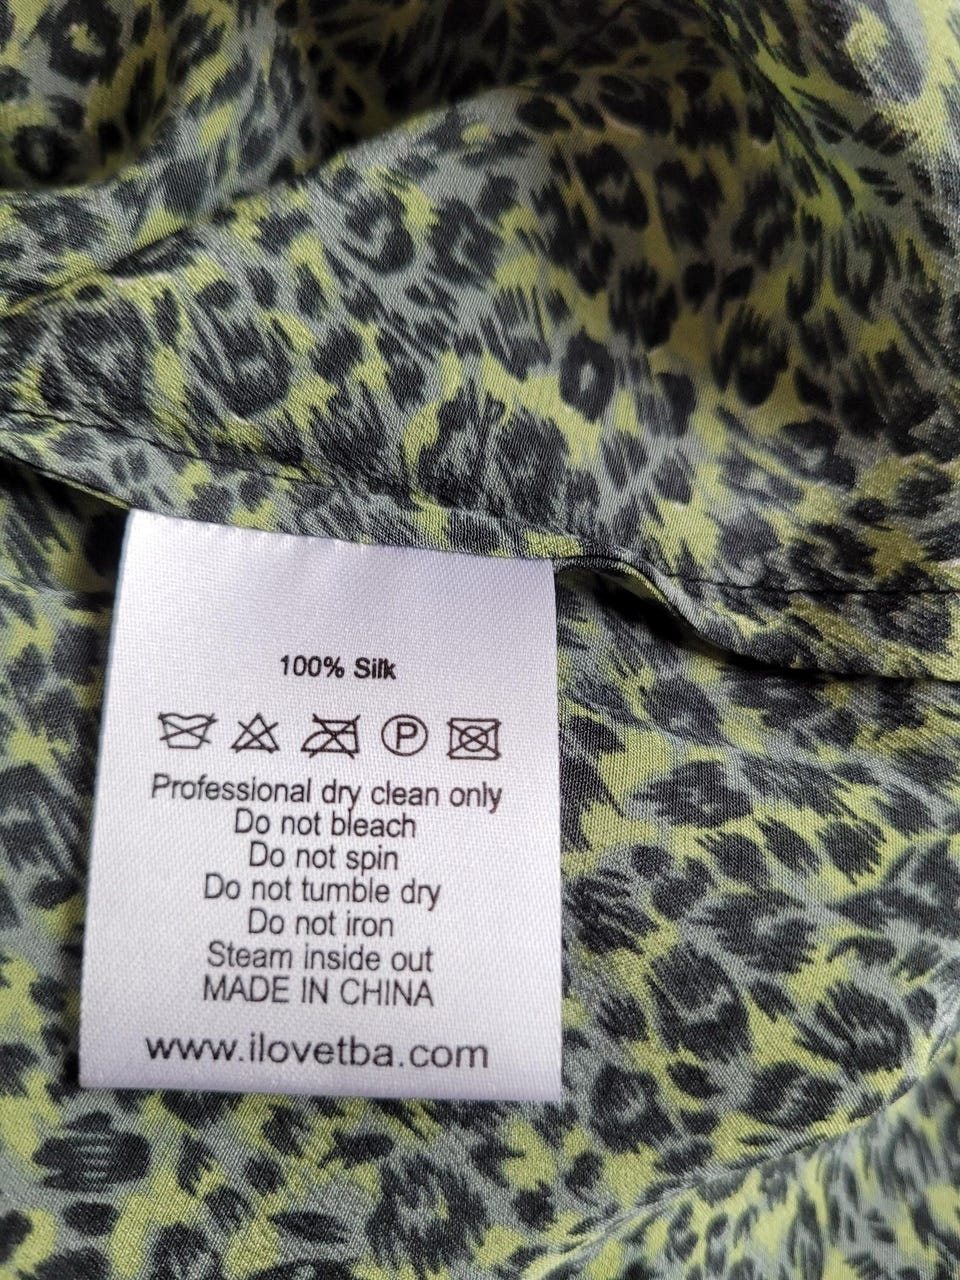 100% Silk
P
Professional dry clean only
Do not bleach
Do not spin
Do not tumble dry
Do not iron
Steam inside out
MADE IN CHINA
www.ilovetba.com